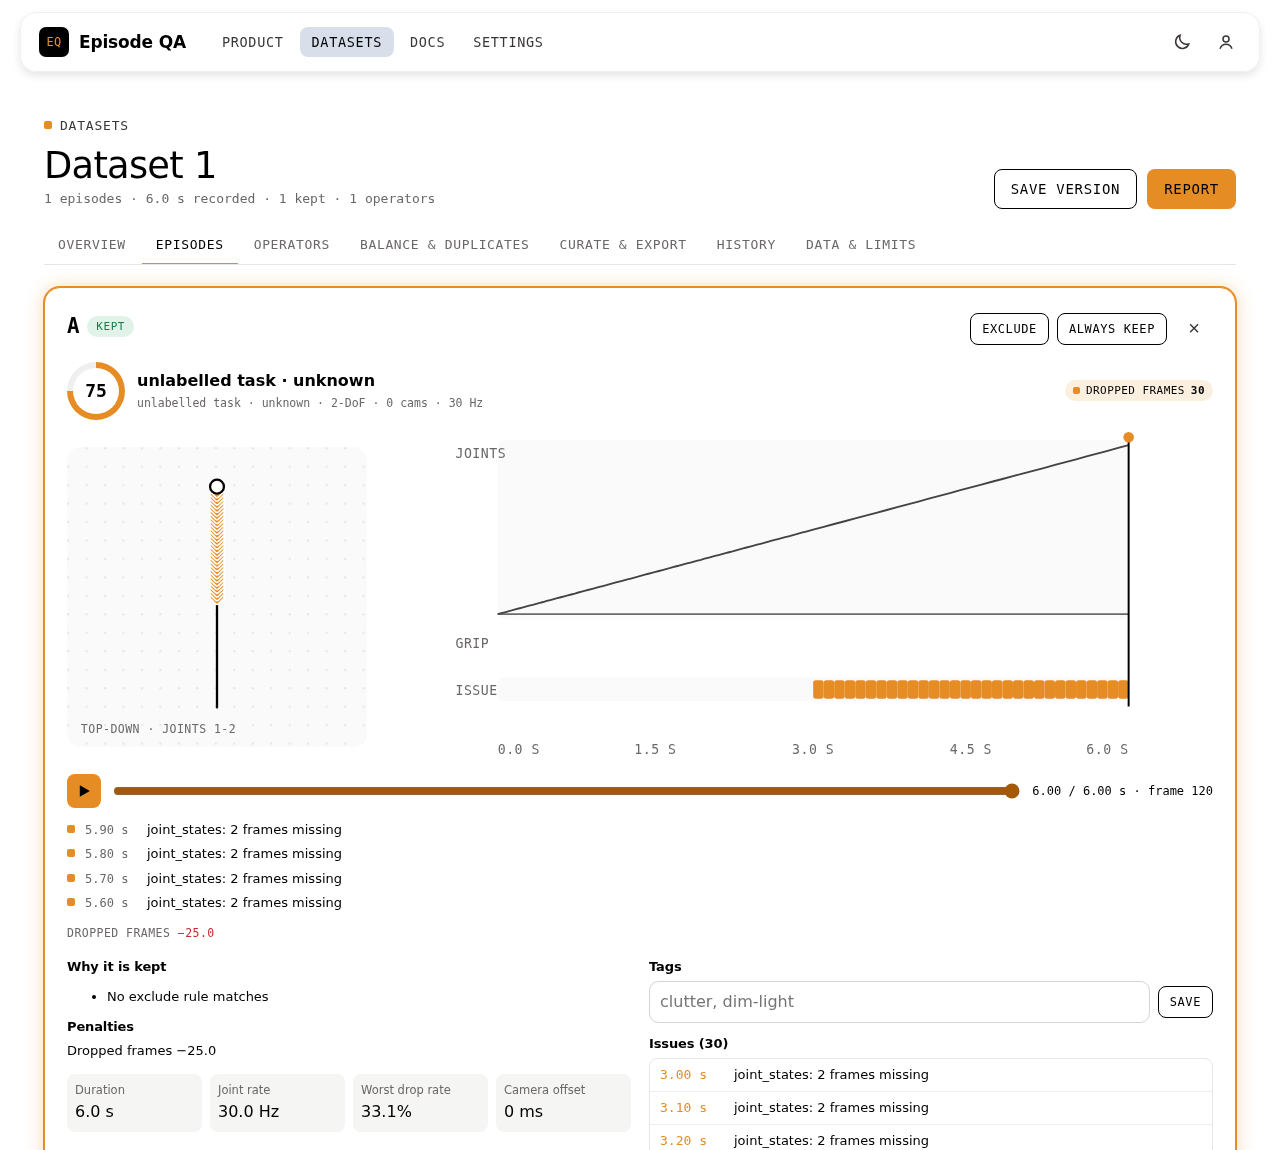 EQ Episode QA PRODUCT DATASETS DOCS SETTINGS
DATASETS
Dataset 1
1 episodes · 6.0 s recorded · 1 kept · 1 operators
SAVE VERSION REPORT
OVERVIEW EPISODES OPERATORS BALANCE & DUPLICATES CURATE & EXPORT HISTORY DATA & LIMITS
A KEPT EXCLUDE ALWAYS KEEP ×
75
unlabelled task · unknown
unlabelled task · unknown · 2-DoF · 0 cams · 30 Hz
DROPPED FRAMES 30
TOP-DOWN · JOINTS 1-2
JOINTS
GRIP
ISSUE
0.0 S 1.5 S 3.0 S 4.5 S 6.0 S
6.00 / 6.00 s · frame 120
5.90 s joint_states: 2 frames missing
5.80 s joint_states: 2 frames missing
5.70 s joint_states: 2 frames missing
5.60 s joint_states: 2 frames missing
DROPPED FRAMES −25.0
Why it is kept
• No exclude rule matches
Penalties
Dropped frames −25.0
Duration
6.0 s
Joint rate
30.0 Hz
Worst drop rate
33.1%
Camera offset
0 ms
Tags
clutter, dim-light SAVE
Issues (30)
3.00 s joint_states: 2 frames missing
3.10 s joint_states: 2 frames missing
3.20 s joint_states: 2 frames missing